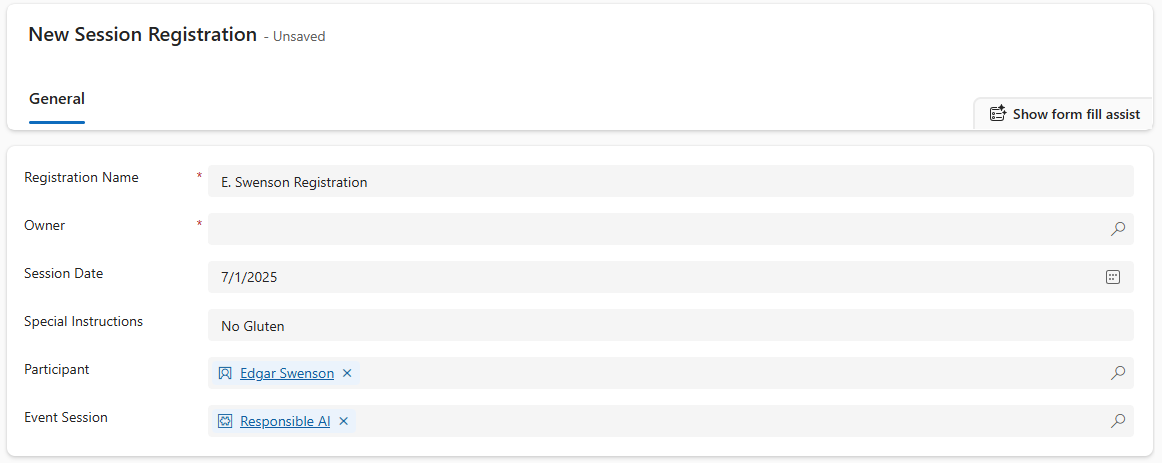 New Session Registration - Unsaved
General
Show form fill assist
Registration Name * E. Swenson Registration
Owner *
Session Date 7/1/2025
Special Instructions No Gluten
Participant Edgar Swenson ×
Event Session Responsible AI ×